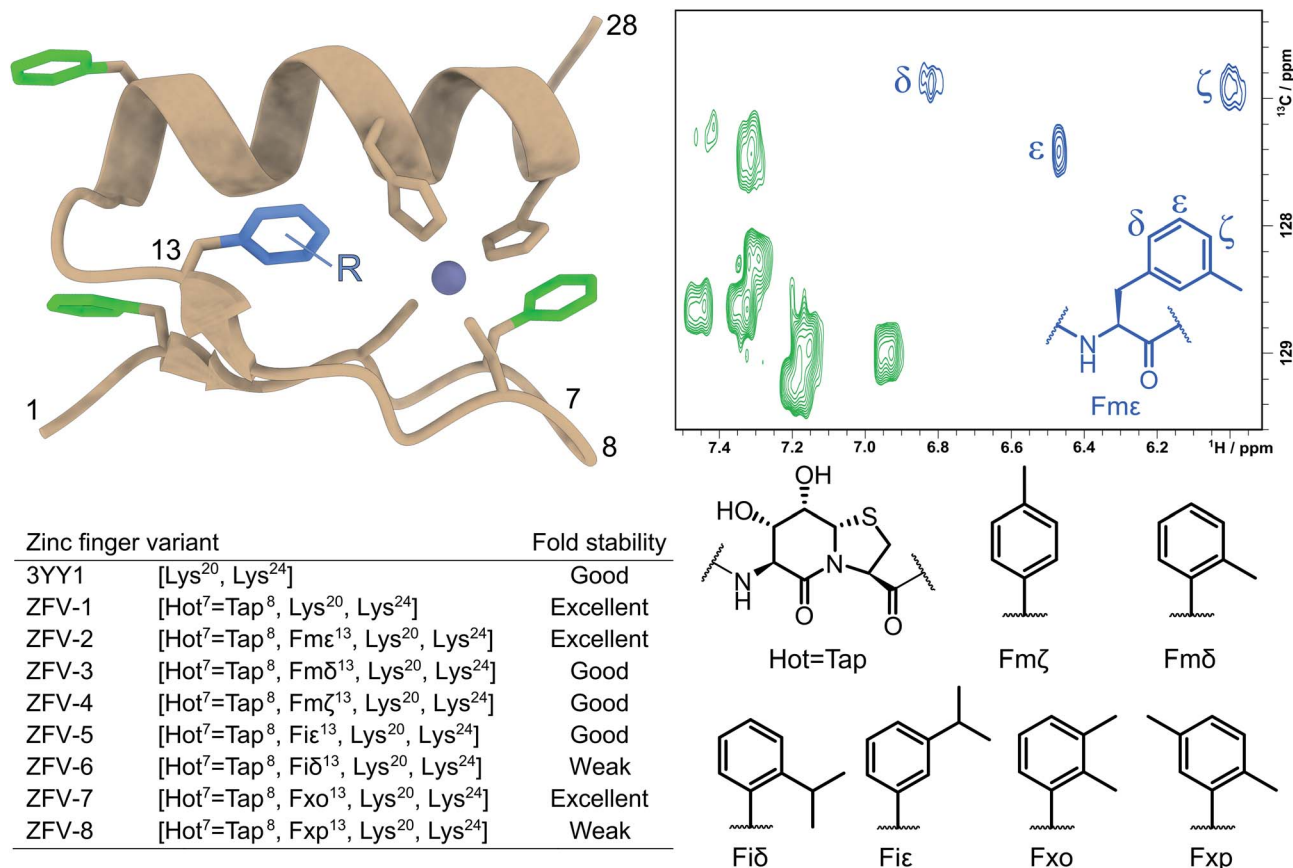 28
13
R
1
7
8
δ
ζ
ε
δ
ε
ζ
N
H
O
Fmε
128
129
¹³C / ppm
7.4 7.2 7.0 6.8 6.6 6.4 6.2 ¹H / ppm
Zinc finger variant Fold stability
3YY1 [Lys²⁰, Lys²⁴] Good
ZFV-1 [Hot⁷=Tap⁸, Lys²⁰, Lys²⁴] Excellent
ZFV-2 [Hot⁷=Tap⁸, Fmε¹³, Lys²⁰, Lys²⁴] Excellent
ZFV-3 [Hot⁷=Tap⁸, Fmδ¹³, Lys²⁰, Lys²⁴] Good
ZFV-4 [Hot⁷=Tap⁸, Fmζ¹³, Lys²⁰, Lys²⁴] Good
ZFV-5 [Hot⁷=Tap⁸, Fiε¹³, Lys²⁰, Lys²⁴] Good
ZFV-6 [Hot⁷=Tap⁸, Fiδ¹³, Lys²⁰, Lys²⁴] Weak
ZFV-7 [Hot⁷=Tap⁸, Fxo¹³, Lys²⁰, Lys²⁴] Excellent
ZFV-8 [Hot⁷=Tap⁸, Fxp¹³, Lys²⁰, Lys²⁴] Weak
OH
HO
S
N
N
H
O
O
Hot=Tap
Fmζ
Fmδ
Fiδ
Fiε
Fxo
Fxp